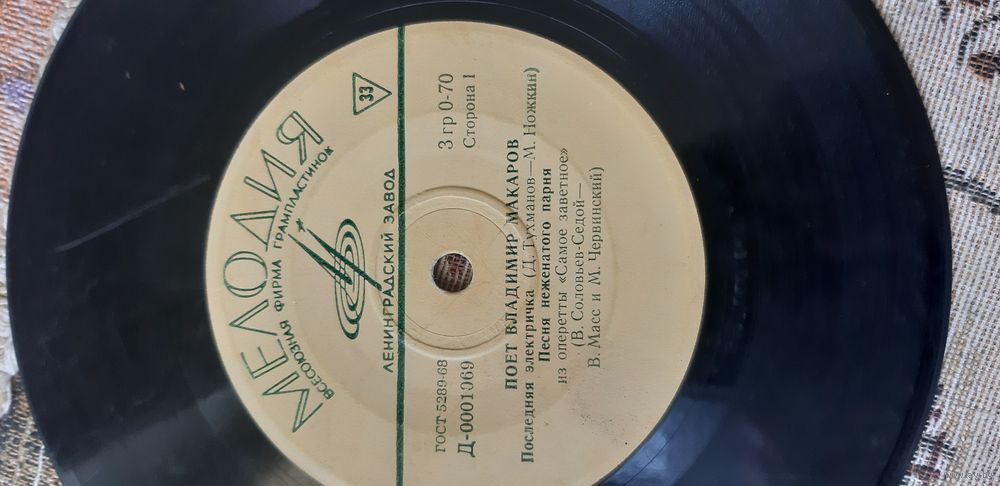 МЕЛОДИЯ
ВСЕСОЮЗНАЯ ФИРМА ГРАМПЛАСТИНОК
33
ЛЕНИНГРАДСКИЙ ЗАВОД
ГОСТ 5289-68
3 гр 0-70
Д-0001969
Сторона 1
ПОЕТ ВЛАДИМИР МАКАРОВ
Последняя электричка (Д. Тухманов—М. Ножкин)
Песня неженатого парня
из оперетты «Самое заветное»
(В. Соловьев-Седой—
В. Масс и М. Червинский)